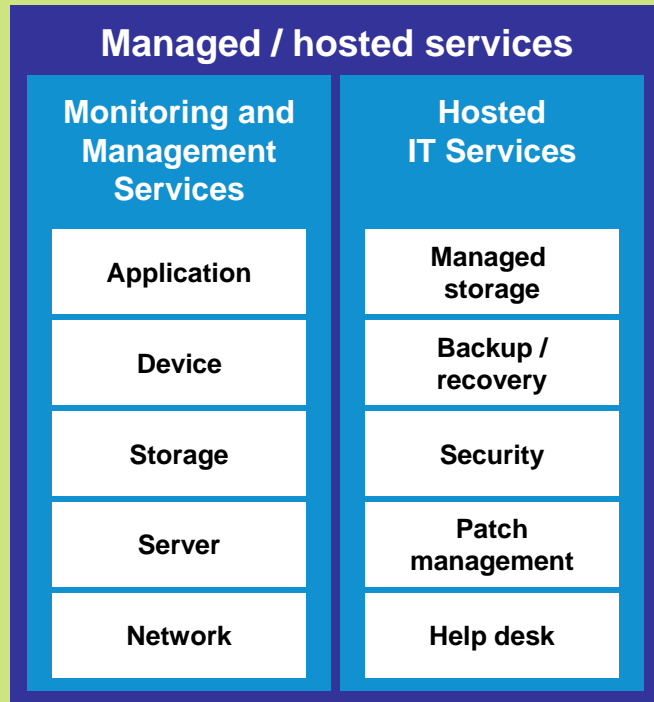 Managed / hosted services
Monitoring and
Management
Services
Application
Device
Storage
Server
Network
Hosted
IT Services
Managed
storage
Backup /
recovery
Security
Patch
management
Help desk